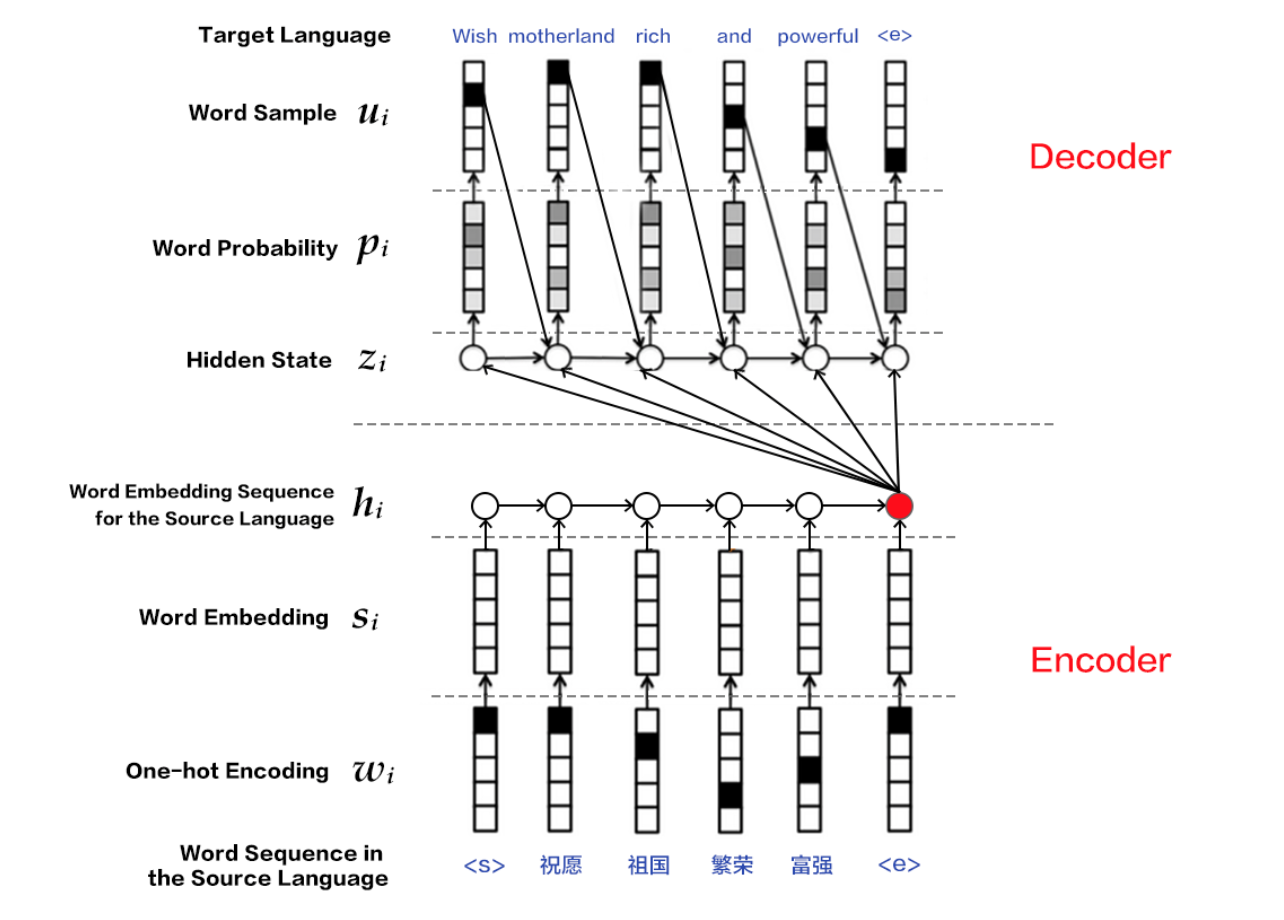 Target Language Wish motherland rich and powerful <e>
Word Sample u_i
Decoder
Word Probability p_i
Hidden State z_i
Word Embedding Sequence
for the Source Language h_i
Word Embedding s_i
Encoder
One-hot Encoding w_i
Word Sequence in
the Source Language
<s> 祝愿 祖国 繁荣 富强 <e>